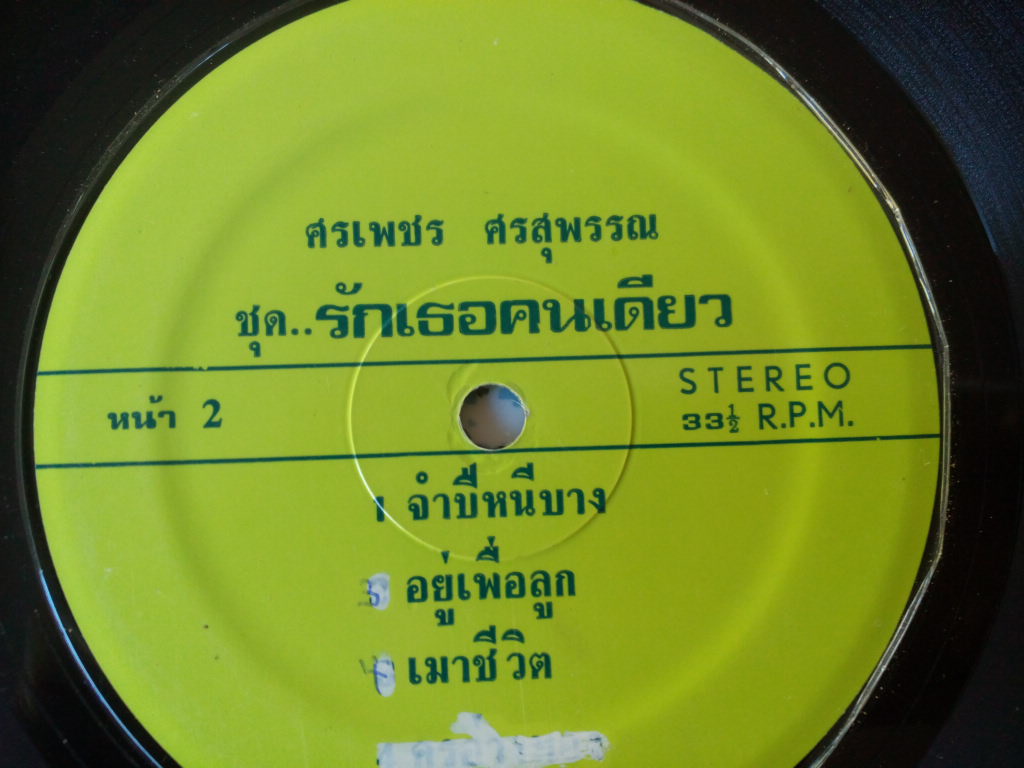 ศรเพชร ศรสุพรรณ
ชุด..รักเธอคนเดียว
หน้า 2
STEREO
33½ R.P.M.
1 จำปีหนีบาง
อยู่เพื่อลูก
เมาชีวิต